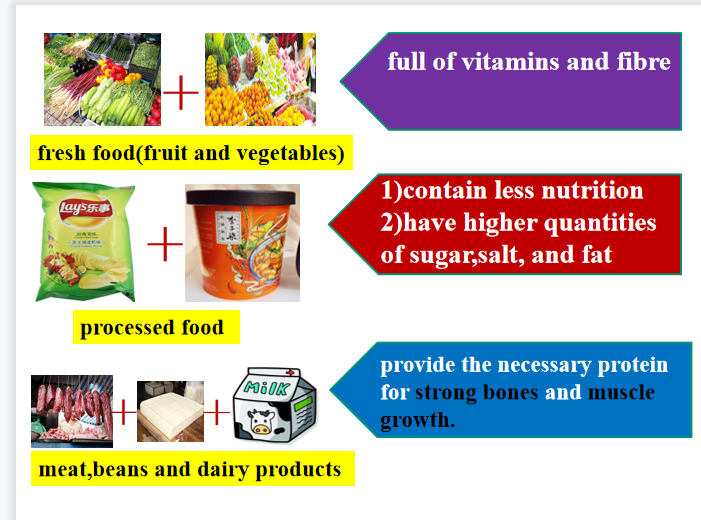 full of vitamins and fibre
fresh food(fruit and vegetables)
1)contain less nutrition
2)have higher quantities
of sugar,salt, and fat
Lay's乐事
processed food
provide the necessary protein
for strong bones and muscle
growth.
MiLK
meat,beans and dairy products